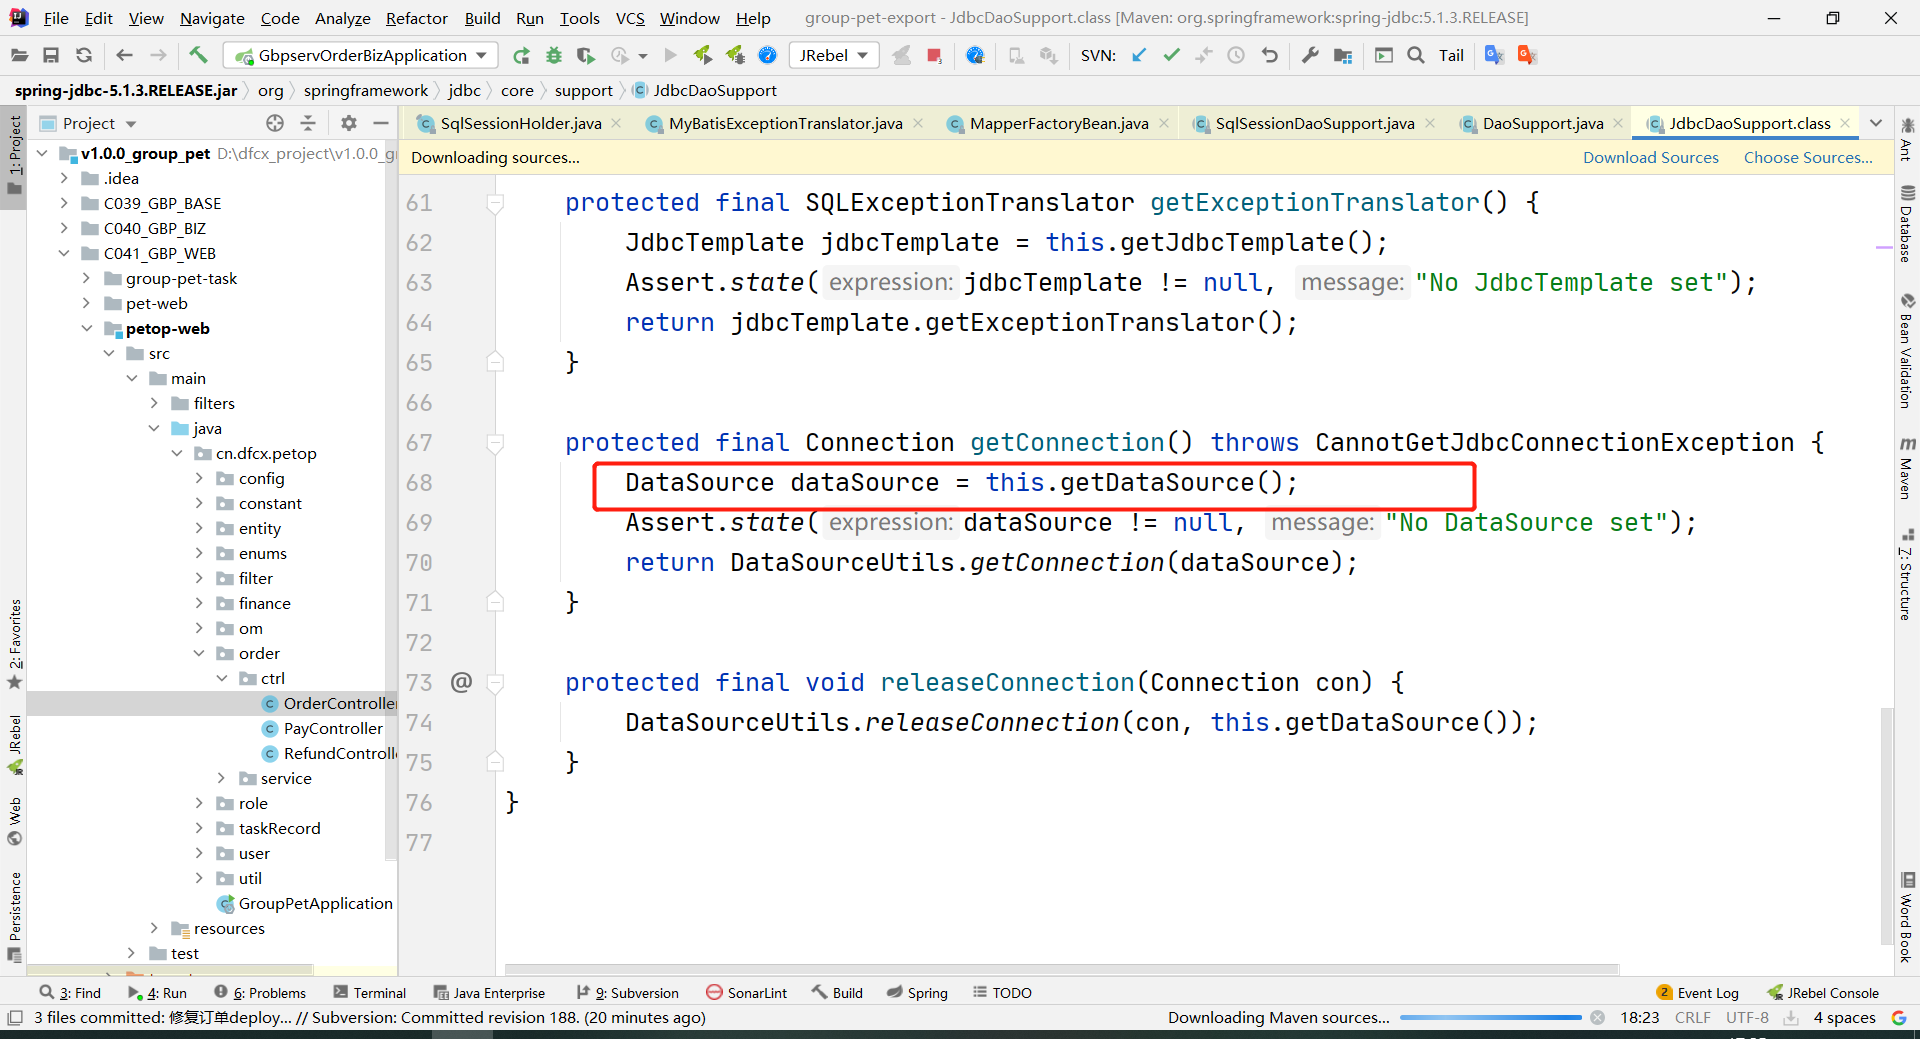 File Edit View Navigate Code Analyze Refactor Build Run Tools VCS Window Help group-pet-export - JdbcDaoSupport.class [Maven: org.springframework:spring-jdbc:5.1.3.RELEASE]
GbpservOrderBizApplication JRebel SVN: Tail
spring-jdbc-5.1.3.RELEASE.jar org springframework jdbc core support JdbcDaoSupport
Project SqlSessionHolder.java MyBatisExceptionTranslator.java MapperFactoryBean.java SqlSessionDaoSupport.java DaoSupport.java JdbcDaoSupport.class
Downloading sources... Download Sources Choose Sources...
1: Project
2: Favorites
JRebel
Web
Persistence
v1.0.0_group_pet D:\dfcx_project\v1.0.0_g
.idea
C039_GBP_BASE
C040_GBP_BIZ
C041_GBP_WEB
group-pet-task
pet-web
petop-web
src
main
filters
java
cn.dfcx.petop
config
constant
entity
enums
filter
finance
om
order
ctrl
OrderController
PayController
RefundControlle
service
role
taskRecord
user
util
GroupPetApplication
resources
test
61 protected final SQLExceptionTranslator getExceptionTranslator() {
62 JdbcTemplate jdbcTemplate = this.getJdbcTemplate();
63 Assert.state( expression: jdbcTemplate != null, message: "No JdbcTemplate set");
64 return jdbcTemplate.getExceptionTranslator();
65 }
66
67 protected final Connection getConnection() throws CannotGetJdbcConnectionException {
68 DataSource dataSource = this.getDataSource();
69 Assert.state( expression: dataSource != null, message: "No DataSource set");
70 return DataSourceUtils.getConnection(dataSource);
71 }
72
73 @ protected final void releaseConnection(Connection con) {
74 DataSourceUtils.releaseConnection(con, this.getDataSource());
75 }
76 }
77
Ant
Database
Bean Validation
Maven
7: Structure
Word Book
3: Find 4: Run 6: Problems Terminal Java Enterprise 9: Subversion SonarLint Build Spring TODO 2 Event Log JRebel Console
3 files committed: 修复订单deploy... // Subversion: Committed revision 188. (20 minutes ago) Downloading Maven sources... 18:23 CRLF UTF-8 4 spaces